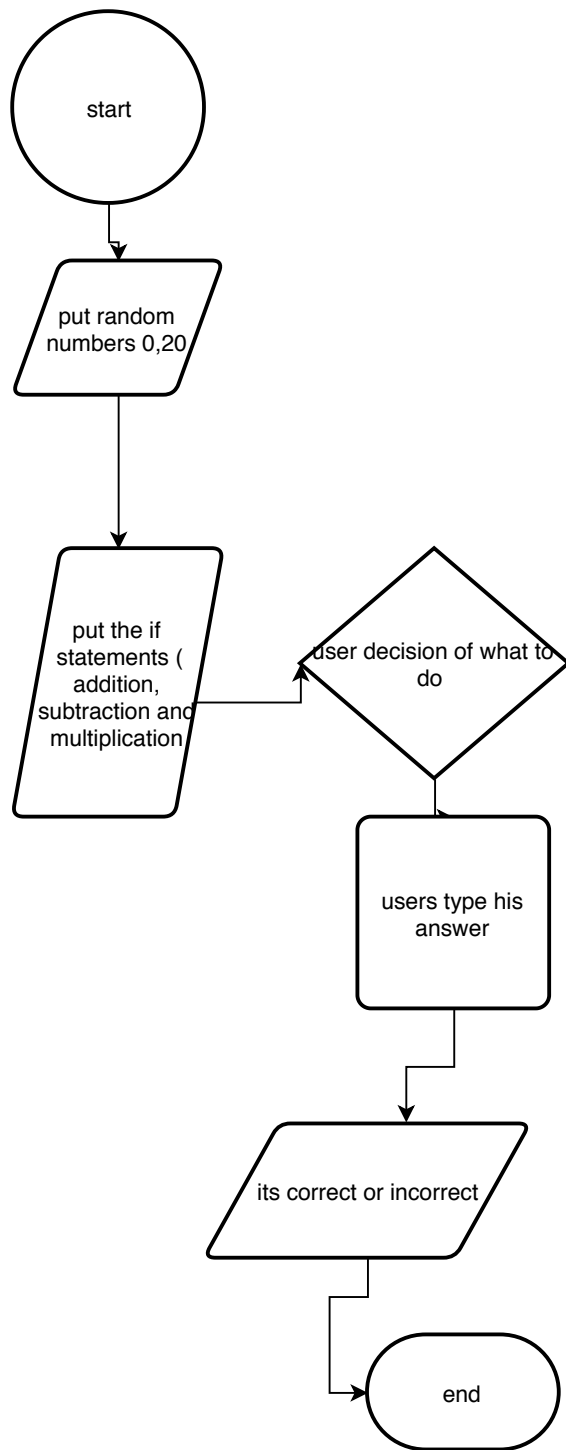 start
put random
numbers 0,20
put the if
statements (
addition,
subtraction and
multiplication
user decision of what to
do
users type his
answer
its correct or incorrect
end